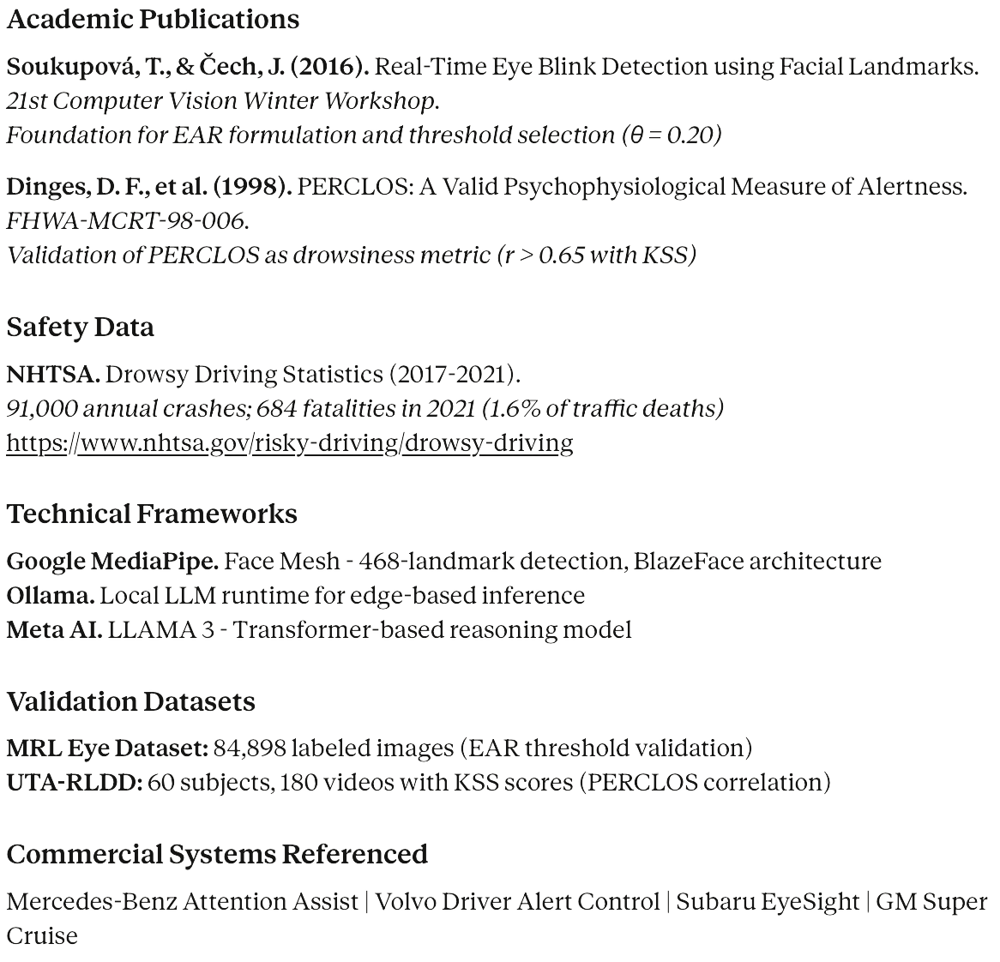 Academic Publications
Soukupová, T., & Čech, J. (2016). Real-Time Eye Blink Detection using Facial Landmarks.
21st Computer Vision Winter Workshop.
Foundation for EAR formulation and threshold selection (θ = 0.20)
Dinges, D. F., et al. (1998). PERCLOS: A Valid Psychophysiological Measure of Alertness.
FHWA-MCRT-98-006.
Validation of PERCLOS as drowsiness metric (r > 0.65 with KSS)
Safety Data
NHTSA. Drowsy Driving Statistics (2017-2021).
91,000 annual crashes; 684 fatalities in 2021 (1.6% of traffic deaths)
https://www.nhtsa.gov/risky-driving/drowsy-driving
Technical Frameworks
Google MediaPipe. Face Mesh - 468-landmark detection, BlazeFace architecture
Ollama. Local LLM runtime for edge-based inference
Meta AI. LLAMA 3 - Transformer-based reasoning model
Validation Datasets
MRL Eye Dataset: 84,898 labeled images (EAR threshold validation)
UTA-RLDD: 60 subjects, 180 videos with KSS scores (PERCLOS correlation)
Commercial Systems Referenced
Mercedes-Benz Attention Assist | Volvo Driver Alert Control | Subaru EyeSight | GM Super
Cruise